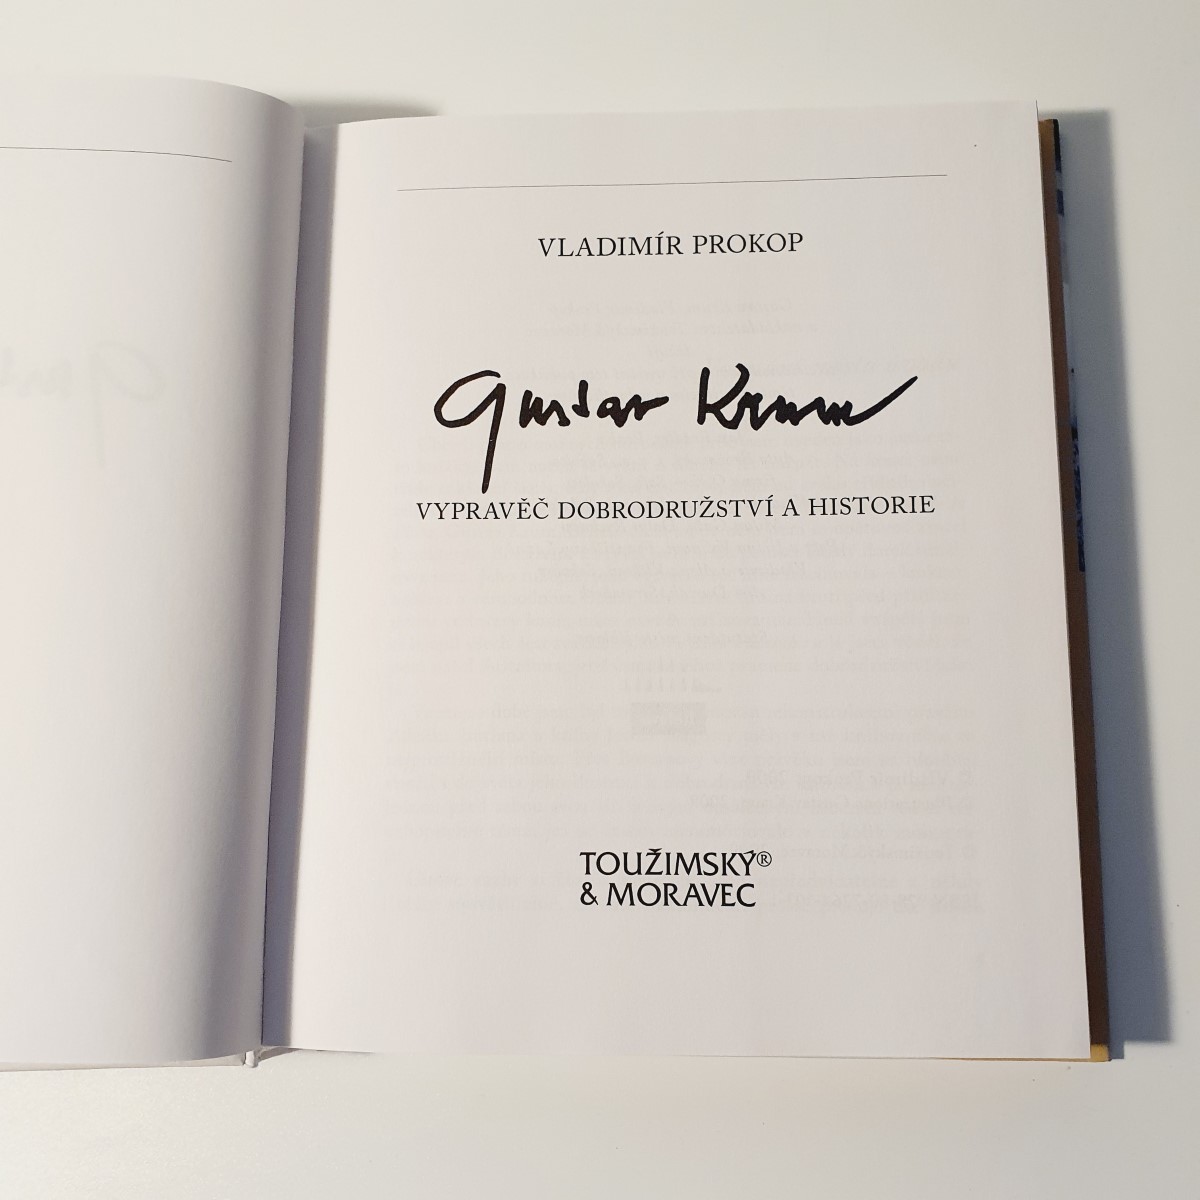 VLADIMÍR PROKOP
Gustav Krum
VYPRAVĚČ DOBRODRUŽSTVÍ A HISTORIE
TOUŽIMSKÝ®
& MORAVEC